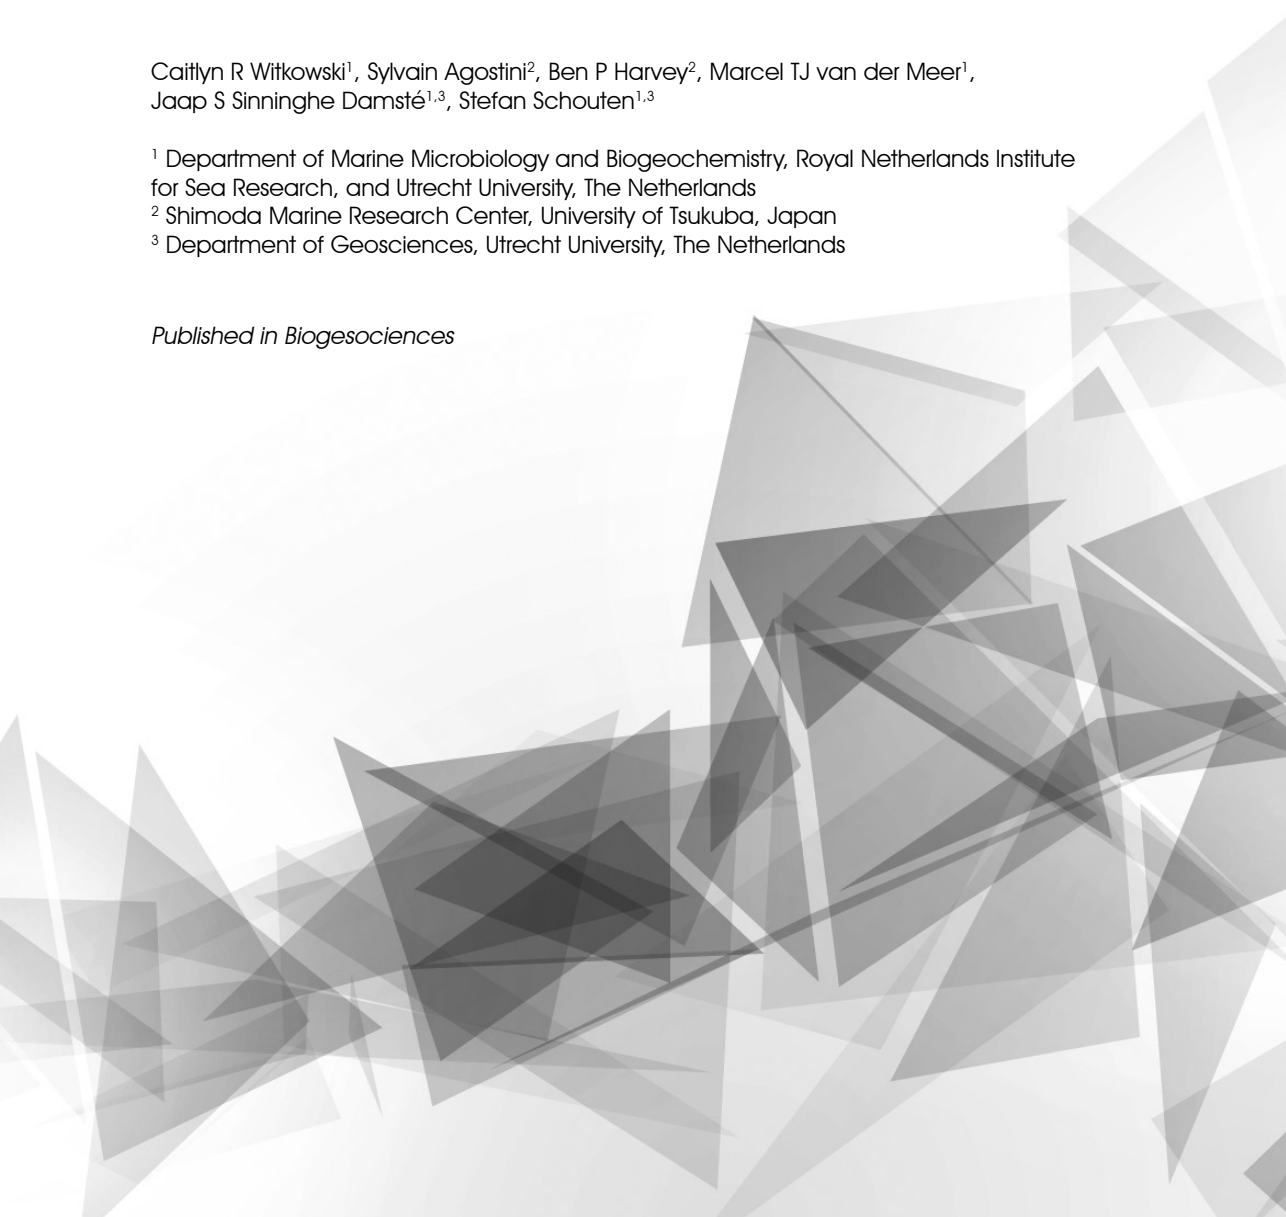 Caitlyn R Witkowski¹, Sylvain Agostini², Ben P Harvey², Marcel TJ van der Meer¹,
Jaap S Sinninghe Damsté¹,³, Stefan Schouten¹,³
¹ Department of Marine Microbiology and Biogeochemistry, Royal Netherlands Institute
for Sea Research, and Utrecht University, The Netherlands
² Shimoda Marine Research Center, University of Tsukuba, Japan
³ Department of Geosciences, Utrecht University, The Netherlands
Published in Biogesociences